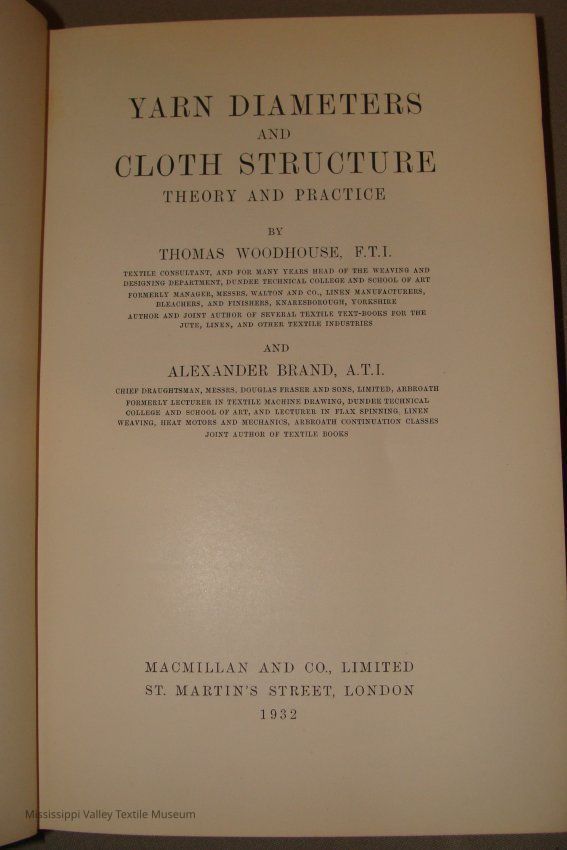 YARN DIAMETERS
AND
CLOTH STRUCTURE
THEORY AND PRACTICE
BY
THOMAS WOODHOUSE, F.T.I.
TEXTILE CONSULTANT, AND FOR MANY YEARS HEAD OF THE WEAVING AND
DESIGNING DEPARTMENT, DUNDEE TECHNICAL COLLEGE AND SCHOOL OF ART
FORMERLY MANAGER, MESSRS. WALTON AND CO., LINEN MANUFACTURERS,
BLEACHERS, AND FINISHERS, KNARESBOROUGH, YORKSHIRE
AUTHOR AND JOINT AUTHOR OF SEVERAL TEXTILE TEXT-BOOKS FOR THE
JUTE, LINEN, AND OTHER TEXTILE INDUSTRIES
AND
ALEXANDER BRAND, A.T.I.
CHIEF DRAUGHTSMAN, MESSRS. DOUGLAS FRASER AND SONS, LIMITED, ARBROATH
FORMERLY LECTURER IN TEXTILE MACHINE DRAWING, DUNDEE TECHNICAL
COLLEGE AND SCHOOL OF ART, AND LECTURER IN FLAX SPINNING, LINEN
WEAVING, HEAT MOTORS AND MECHANICS, ARBROATH CONTINUATION CLASSES
JOINT AUTHOR OF TEXTILE BOOKS
MACMILLAN AND CO., LIMITED
ST. MARTIN'S STREET, LONDON
1932
Mississippi Valley Textile Museum